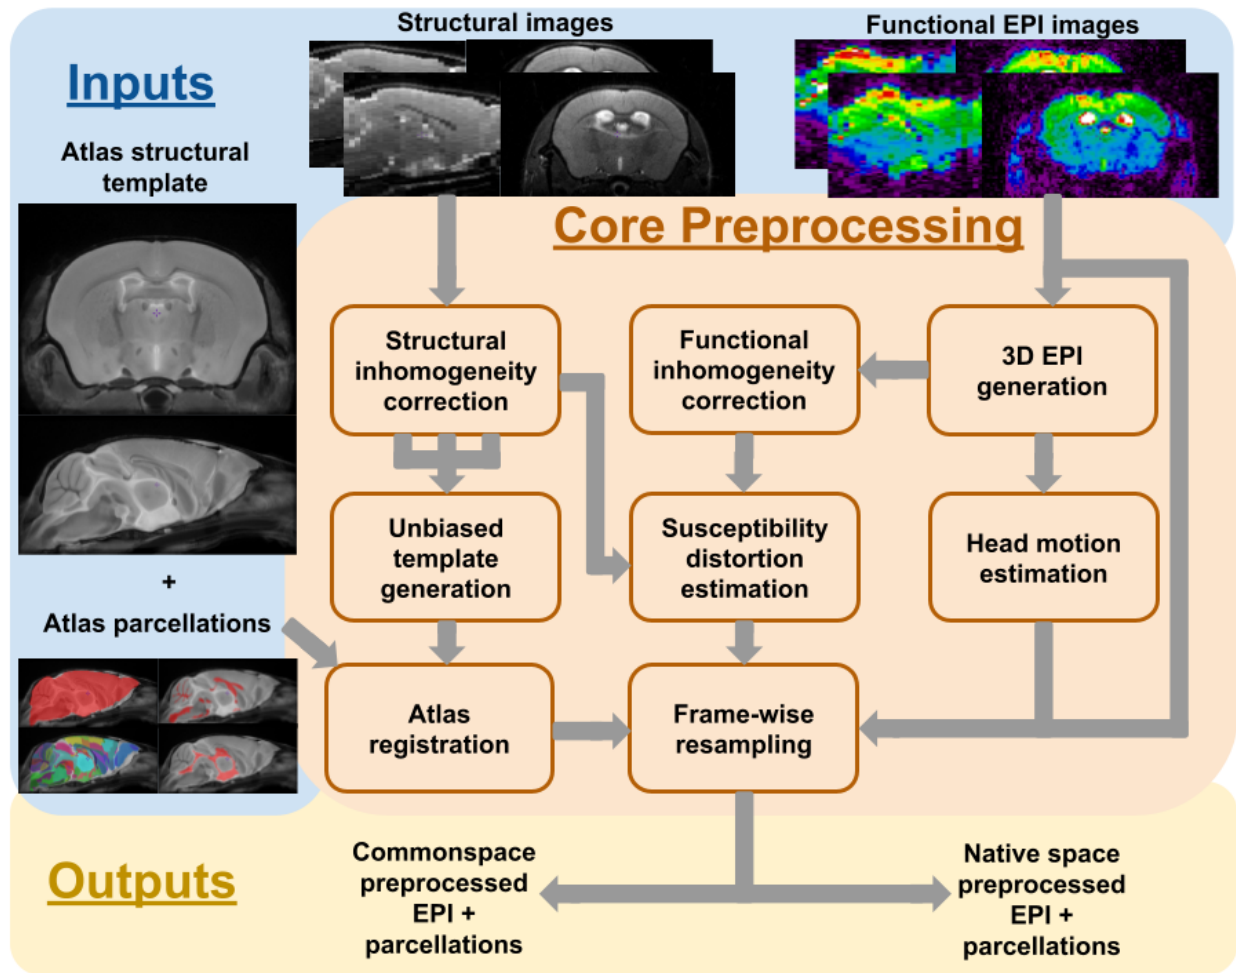 Structural images
Functional EPI images
Inputs
Atlas structural
template
Core Preprocessing
Structural
inhomogeneity
correction
Functional
inhomogeneity
correction
3D EPI
generation
Unbiased
template
generation
Susceptibility
distortion
estimation
Head motion
estimation
+
Atlas parcellations
Atlas
registration
Frame-wise
resampling
Outputs
Commonspace
preprocessed
EPI +
parcellations
Native space
preprocessed
EPI +
parcellations